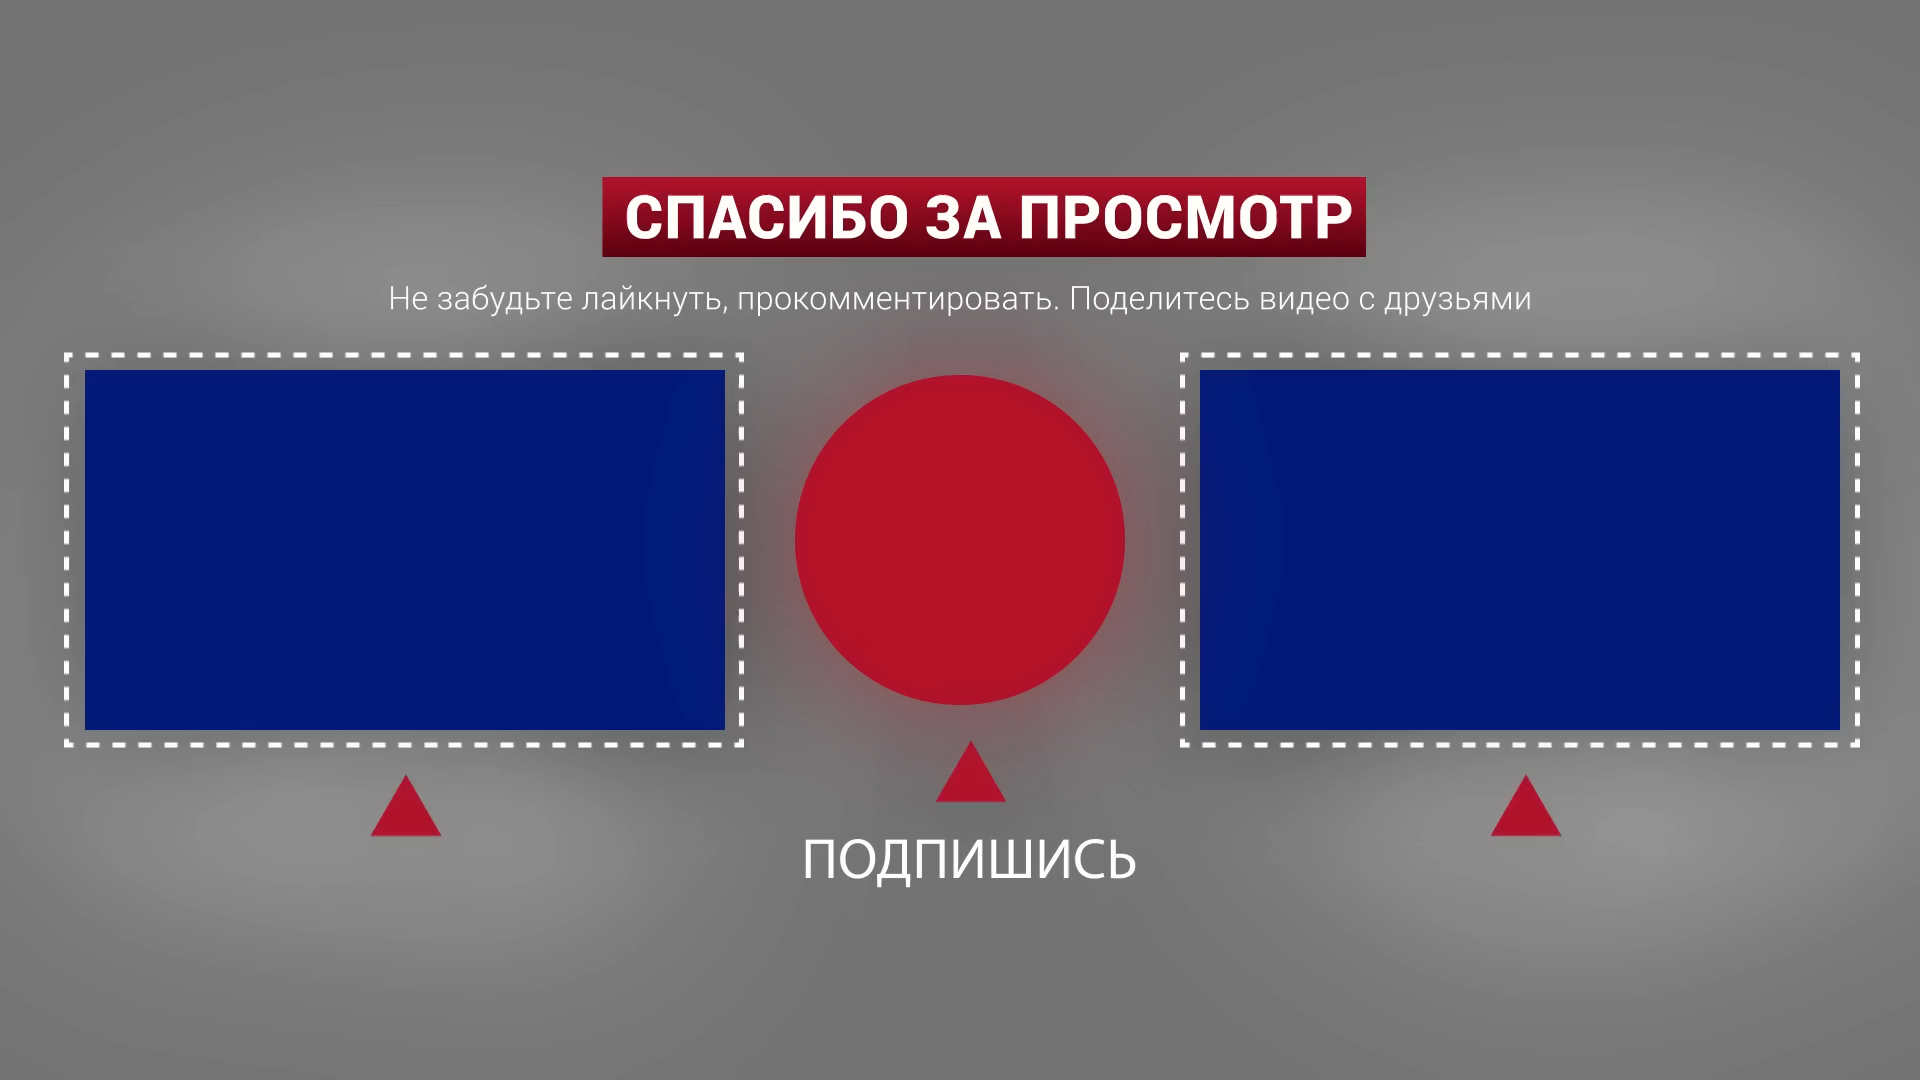 СПАСИБО ЗА ПРОСМОТР
Не забудьте лайкнуть, прокомментировать. Поделитесь видео с друзьями
ПОДПИШИСЬ